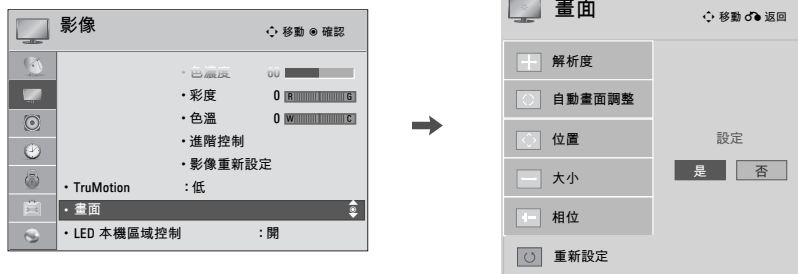 影像
移動 確認
• 色濃度 60
• 彩度 0 R G
• 色溫 0 W C
• 進階控制
• 影像重新設定
• TruMotion : 低
• 畫面
• LED 本機區域控制 : 開
畫面
移動 返回
解析度
自動畫面調整
位置
大小
相位
重新設定
設定
是 否